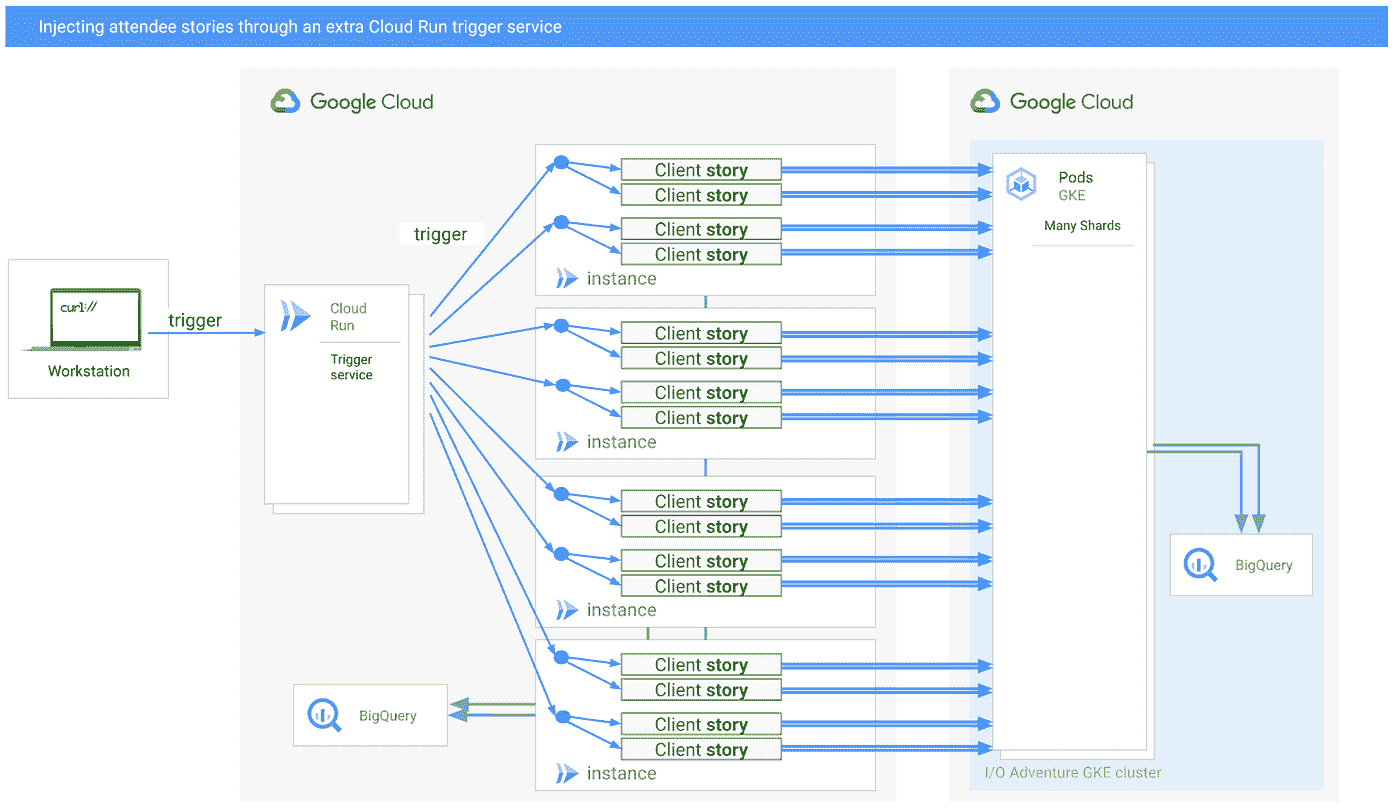 Injecting attendee stories through an extra Cloud Run trigger service
Google Cloud
Google Cloud
curl://
Workstation
trigger
Cloud
Run
Trigger
service
trigger
Client story
Client story
Client story
Client story
instance
Client story
Client story
Client story
Client story
instance
Client story
Client story
Client story
Client story
instance
Client story
Client story
Client story
Client story
instance
BigQuery
Pods
GKE
Many Shards
BigQuery
I/O Adventure GKE cluster